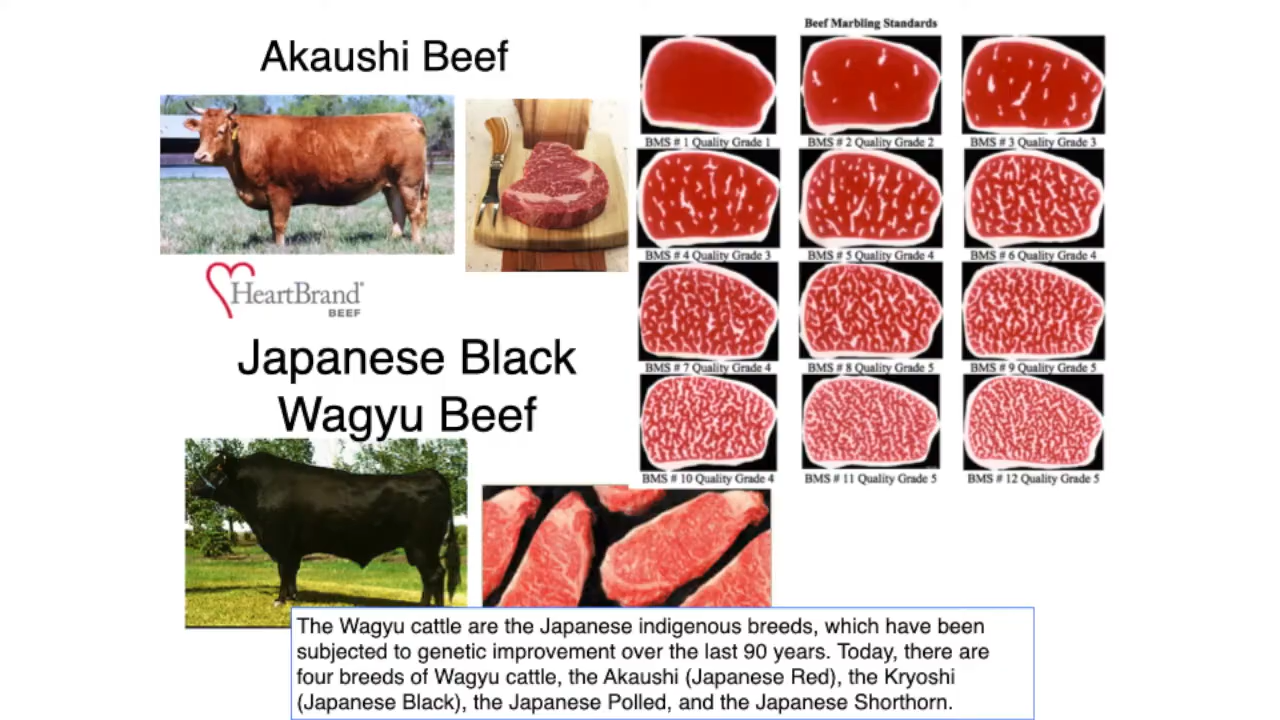 Akaushi Beef
HeartBrand®
BEEF
Japanese Black
Wagyu Beef
Beef Marbling Standards
BMS # 1 Quality Grade 1
BMS # 2 Quality Grade 2
BMS # 3 Quality Grade 3
BMS # 4 Quality Grade 3
BMS # 5 Quality Grade 4
BMS # 6 Quality Grade 4
BMS # 7 Quality Grade 4
BMS # 8 Quality Grade 5
BMS # 9 Quality Grade 5
BMS # 10 Quality Grade 4
BMS # 11 Quality Grade 5
BMS # 12 Quality Grade 5
The Wagyu cattle are the Japanese indigenous breeds, which have been
subjected to genetic improvement over the last 90 years. Today, there are
four breeds of Wagyu cattle, the Akaushi (Japanese Red), the Kryoshi
(Japanese Black), the Japanese Polled, and the Japanese Shorthorn.